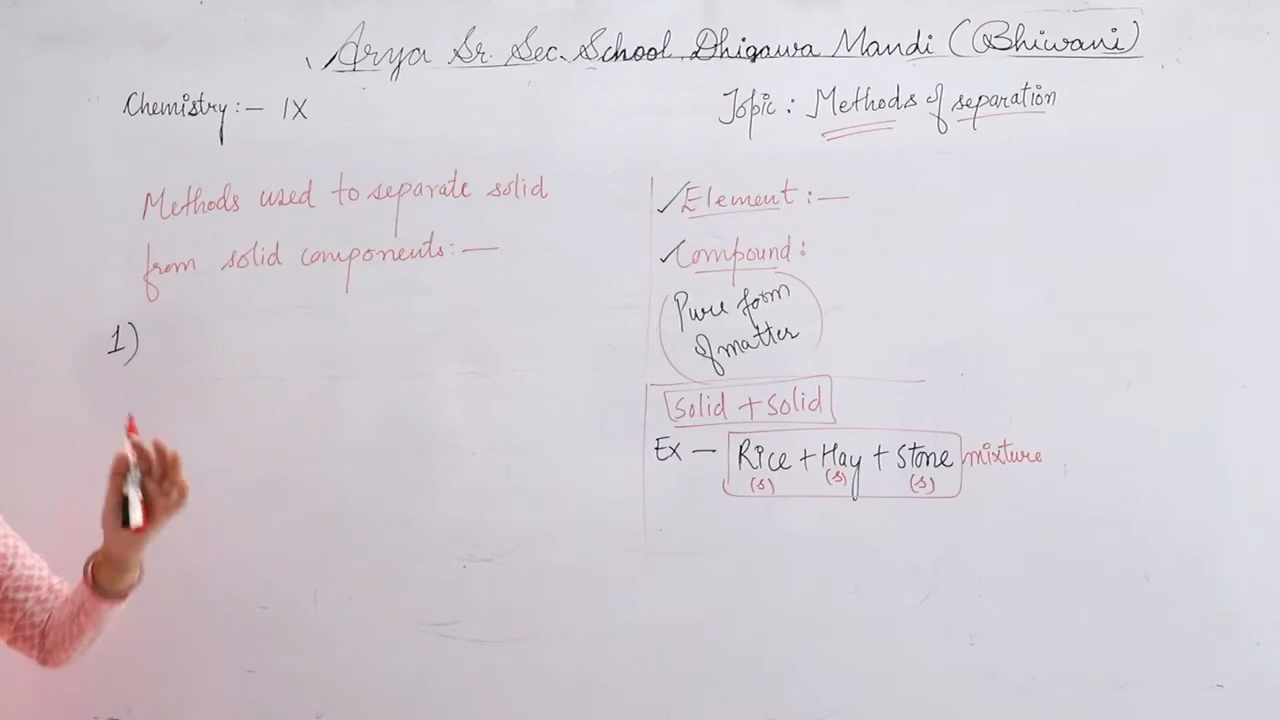 Arya Sr. Sec. School Dhigawa Mandi (Bhiwani)
Chemistry :- IX
Topic : Methods of separation
Methods used to separate solid
from solid components :-
1)
✓Element :-
✓Compound :
Pure form
of matter
Solid + Solid
Ex - Rice + Hay + Stone mixture
(s) (s) (s)